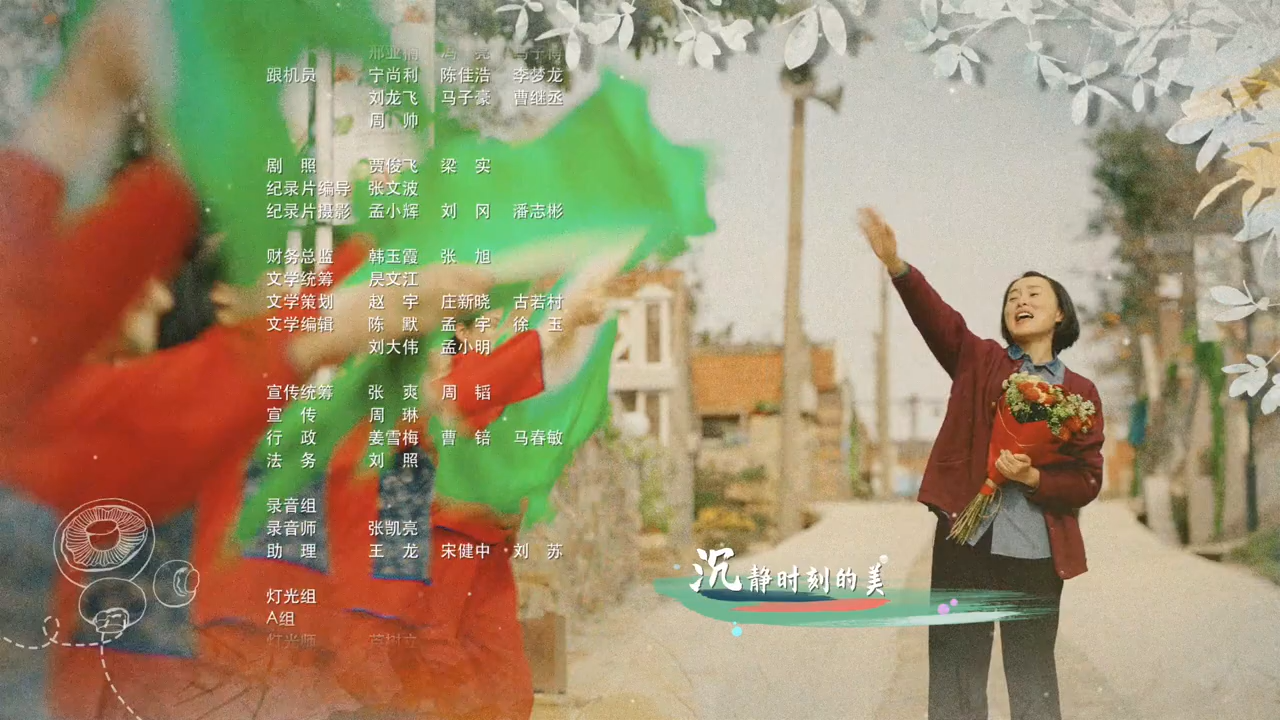 跟机员 宁尚利 陈佳浩 李梦龙
刘龙飞 马子豪 曹继丞
周 帅
剧 照 贾俊飞 梁 实
纪录片编导 张文波
纪录片摄影 孟小辉 刘 冈 潘志彬
财务总监 韩玉霞 张 旭
文学统筹 昃文江
文学策划 赵 宇 庄新晓 古若村
文学编辑 陈 默 孟 宇 徐 玉
刘大伟 孟小明
宣传统筹 张 爽 周 韬
宣 传 周 琳
行 政 姜雪梅 曹 锫 马春敏
法 务 刘 照
录音组
录音师 张凯亮
助 理 王 龙 宋健中 刘 苏
灯光组
A组
灯光师
沉静时刻的美